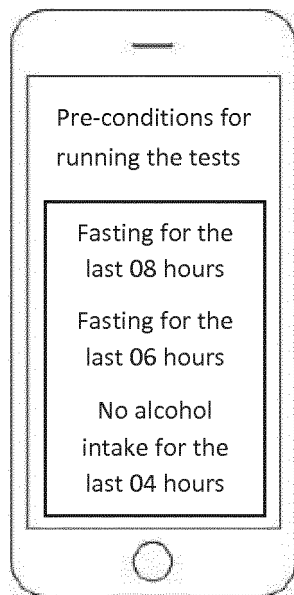 Pre-conditions for
running the tests
Fasting for the
last 08 hours
Fasting for the
last 06 hours
No alcohol
intake for the
last 04 hours